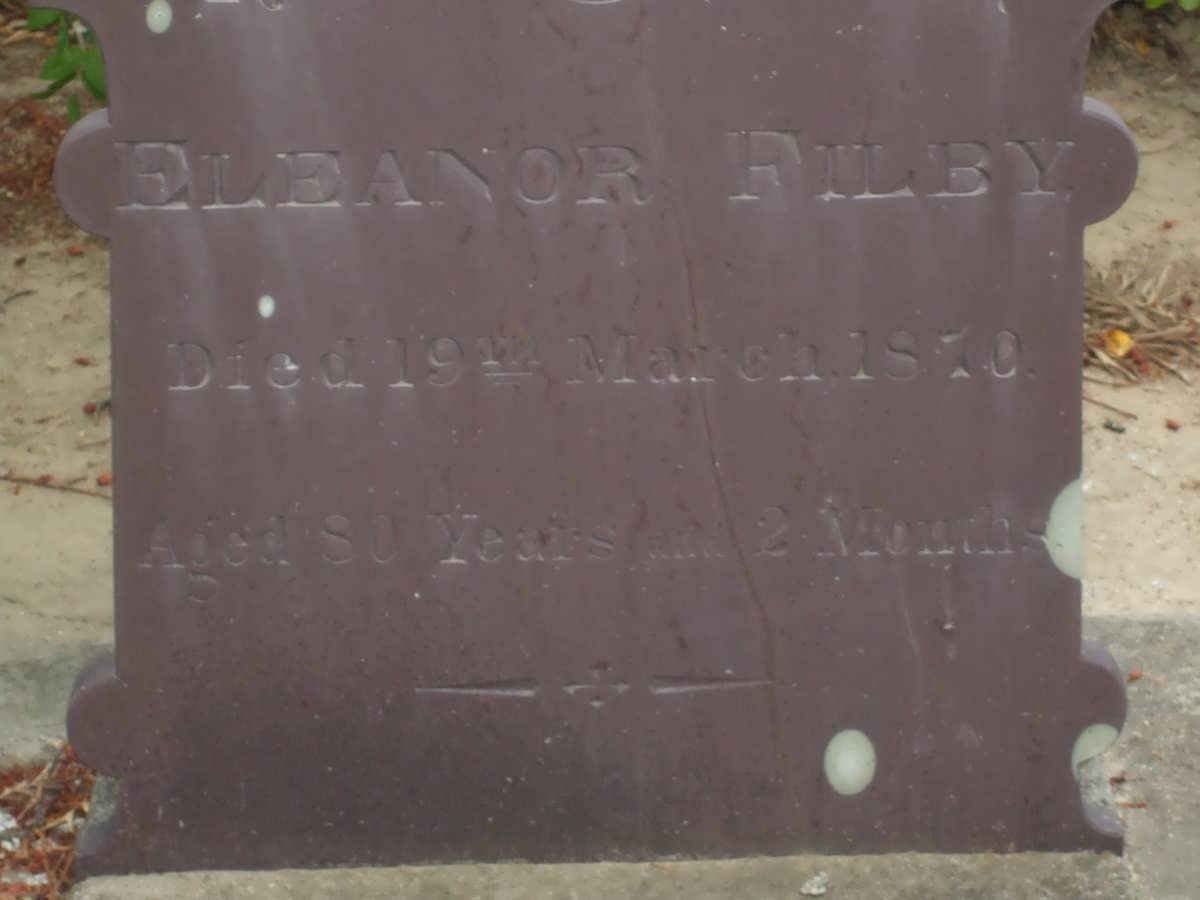 ELEANOR FILBY.
Died 19th March, 1870.
Aged 80 Years and 2 Months